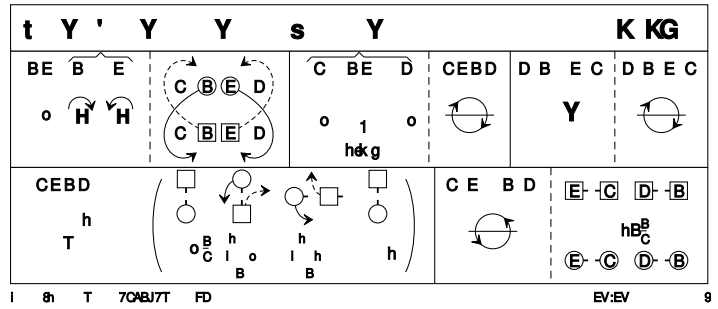 t Y ' Y Y s Y K KG
BE B E
C B E D
C B E D
C BE D
CEBD
D B E C
D B E C
o H H
o 1 o
hek g
Y
CEBD
h
T
o B C h l o B
h l h B
h
C E B D
E - C D - B
hB B C
E - C D - B
i 8h T 7CABJ7T FD EV:EV 9